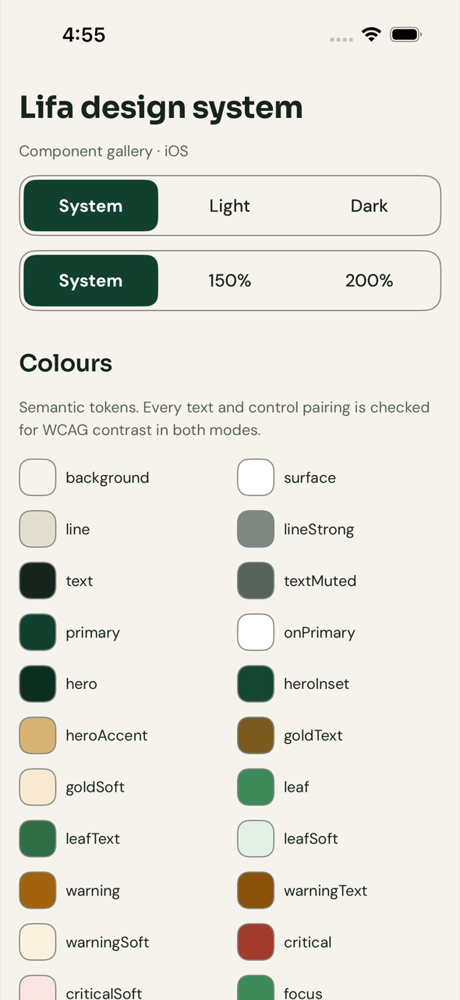 4:55
Lifa design system
Component gallery · iOS
System Light Dark
System 150% 200%
Colours
Semantic tokens. Every text and control pairing is checked
for WCAG contrast in both modes.
background surface
line lineStrong
text textMuted
primary onPrimary
hero heroInset
heroAccent goldText
goldSoft leaf
leafText leafSoft
warning warningText
warningSoft critical
criticalSoft focus